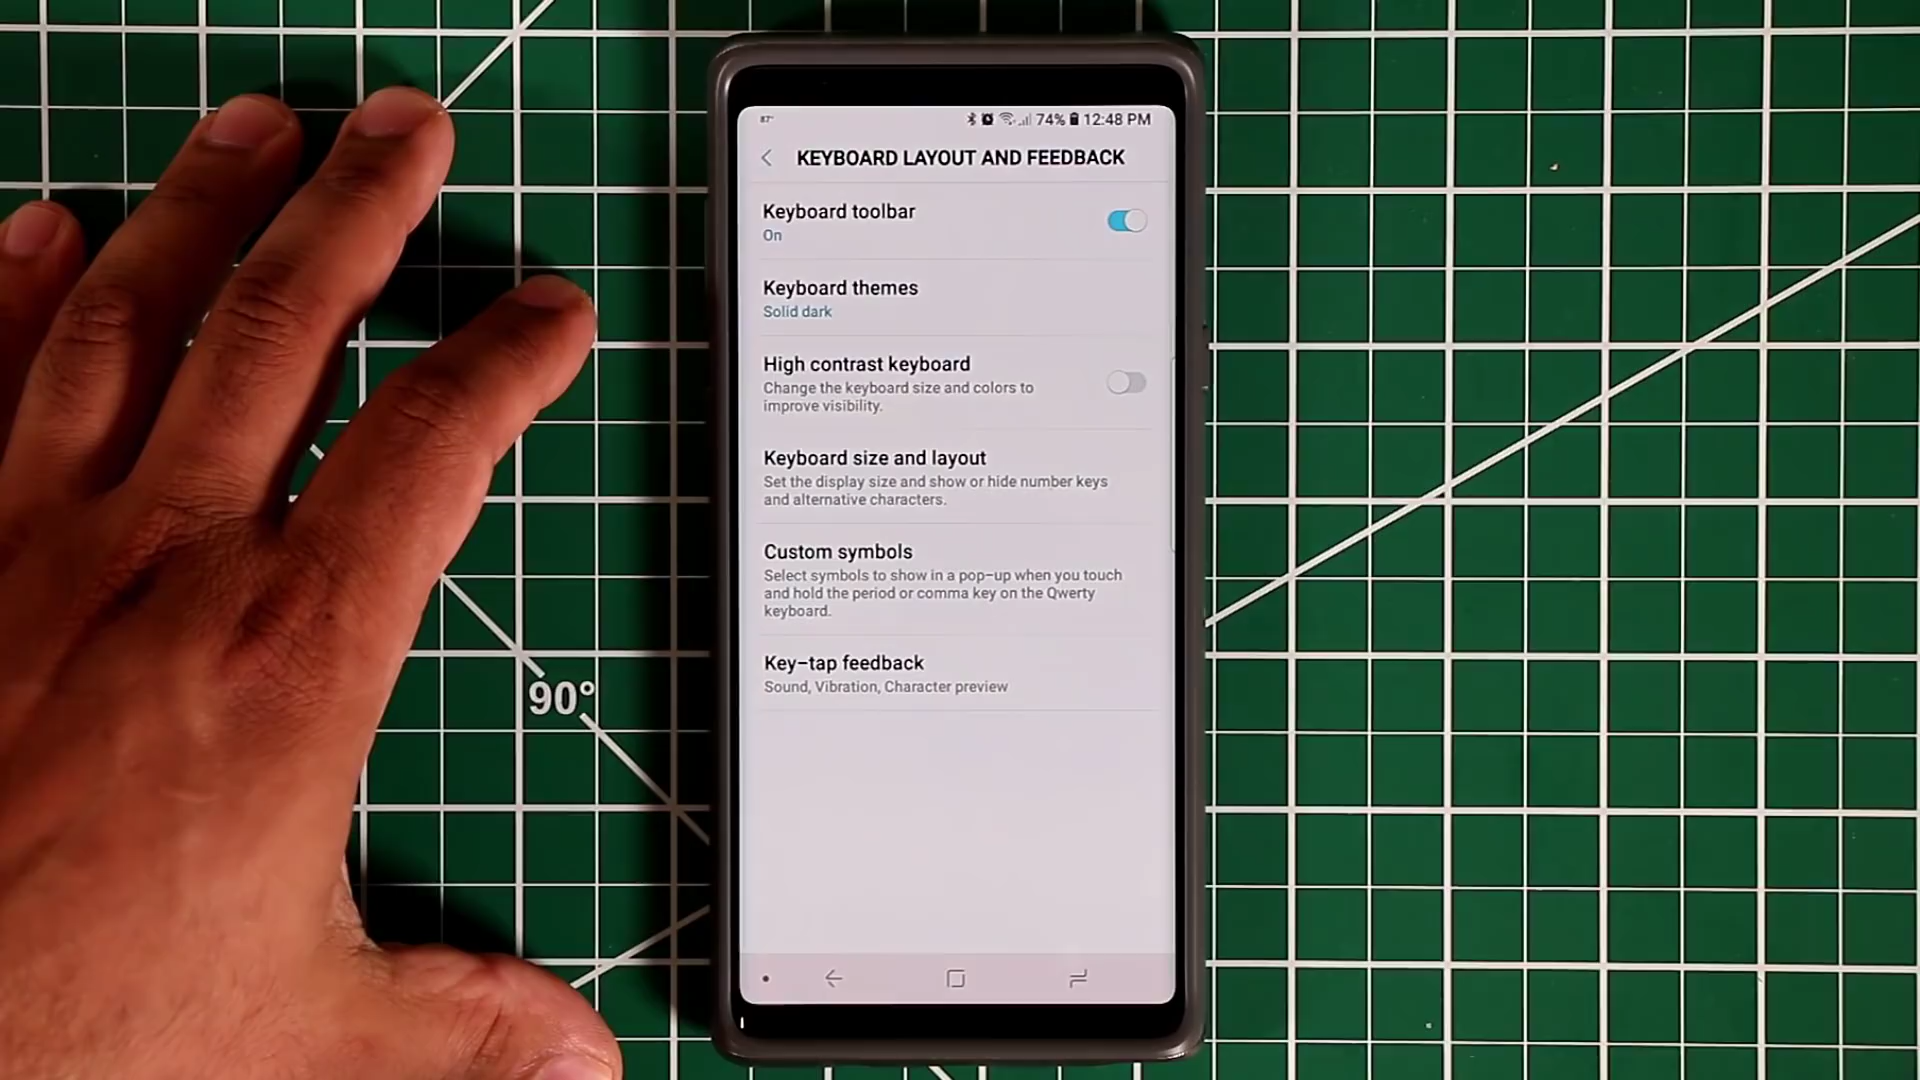 87° 74% 12:48 PM
KEYBOARD LAYOUT AND FEEDBACK
Keyboard toolbar
On
Keyboard themes
Solid dark
High contrast keyboard
Change the keyboard size and colors to
improve visibility.
Keyboard size and layout
Set the display size and show or hide number keys
and alternative characters.
Custom symbols
Select symbols to show in a pop-up when you touch
and hold the period or comma key on the Qwerty
keyboard.
Key-tap feedback
Sound, Vibration, Character preview
90°